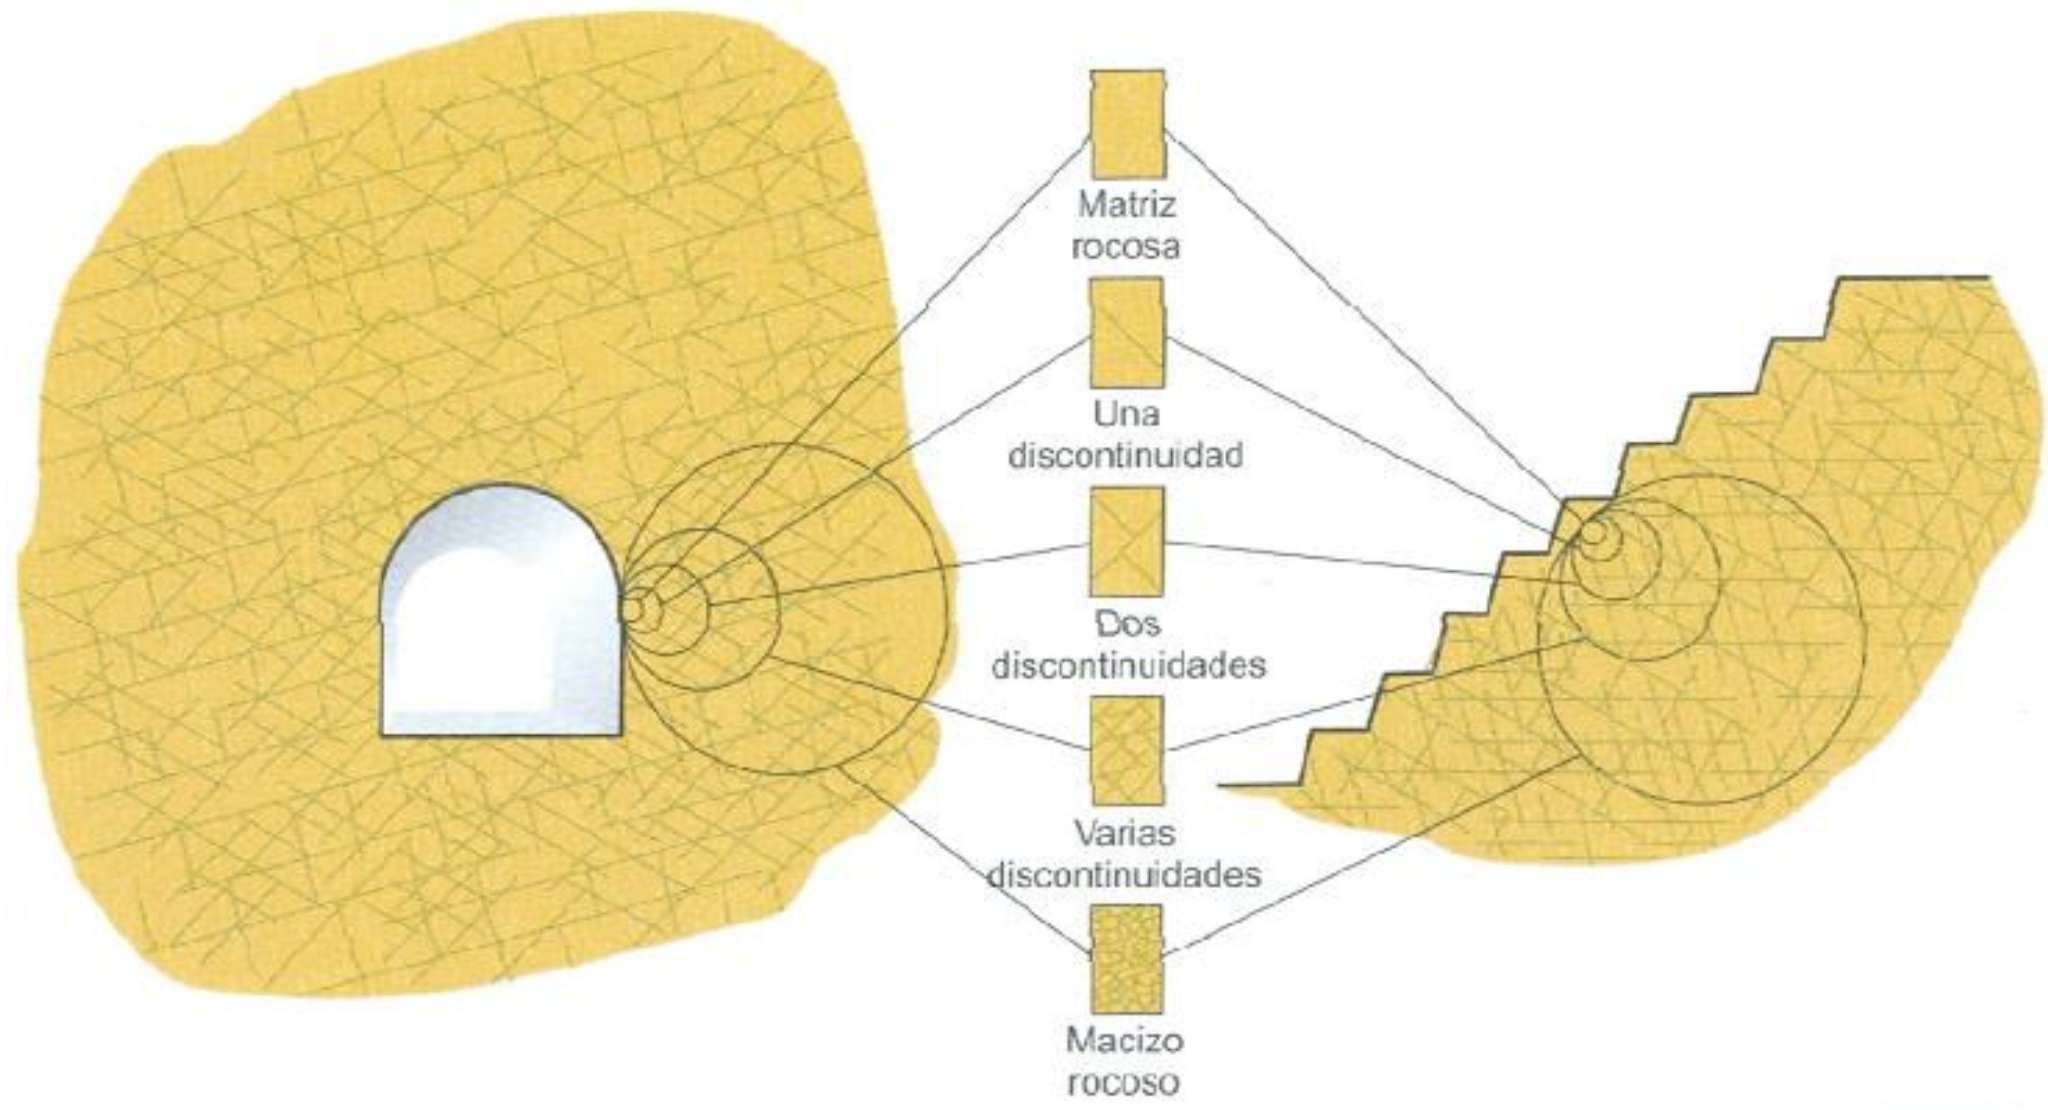 Matriz
rocosa
Una
discontinuidad
Dos
discontinuidades
Varias
discontinuidades
Macizo
rocoso